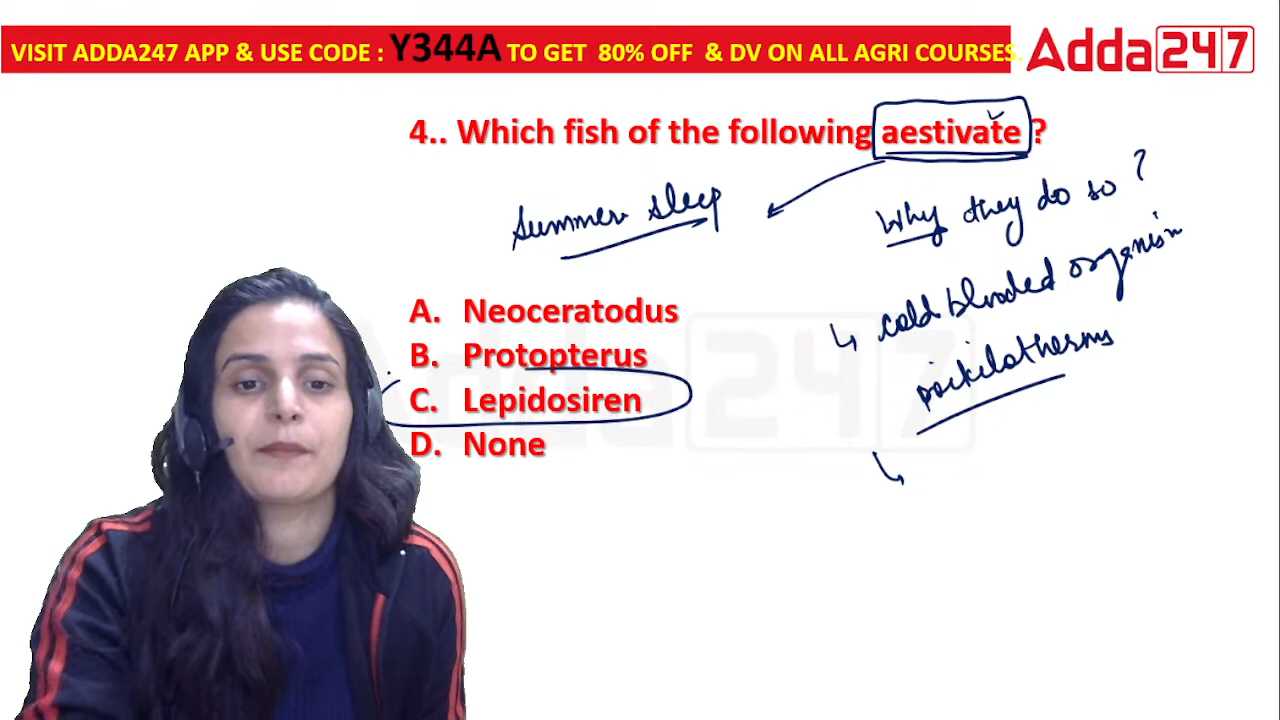 VISIT ADDA247 APP & USE CODE : Y344A TO GET 80% OFF & DV ON ALL AGRI COURSES.
Adda247
4.. Which fish of the following aestivate ?
Summer sleep
Why they do so ?
↳ cold blooded organism
poikilotherms
↳
A. Neoceratodus
B. Protopterus
C. Lepidosiren
D. None
Adda247